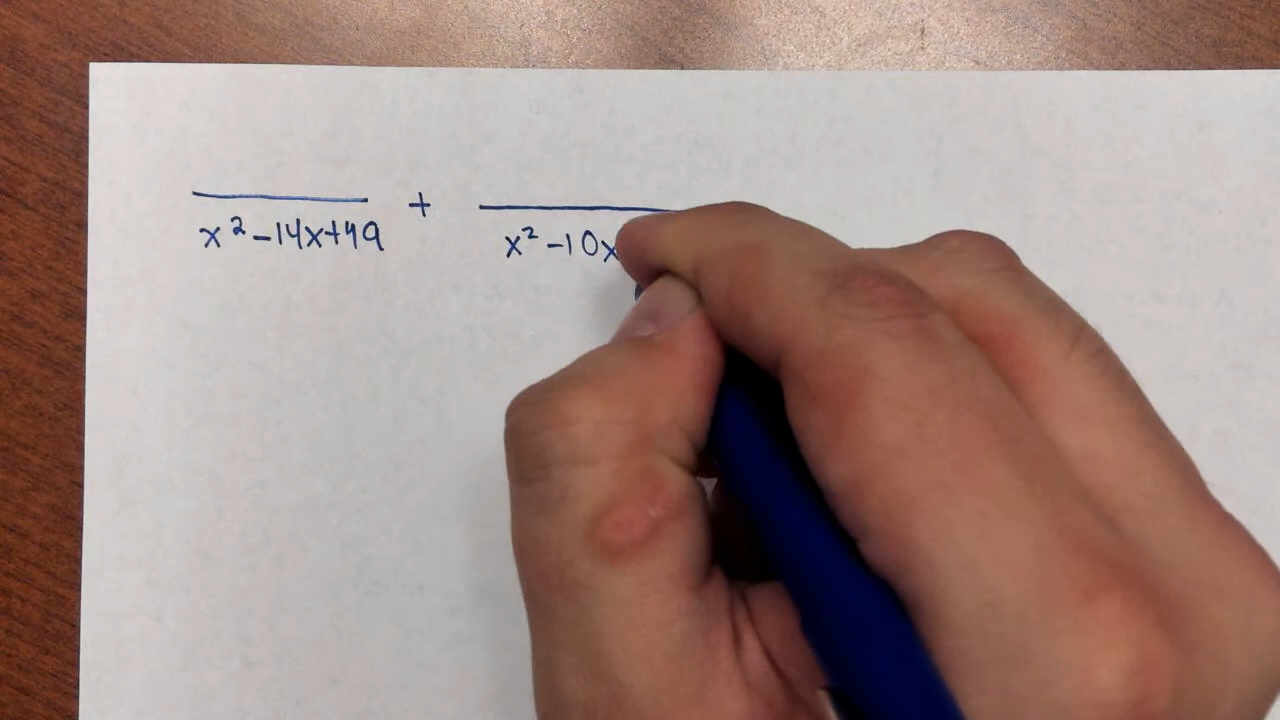 +
x² - 14x + 49 x² - 10x